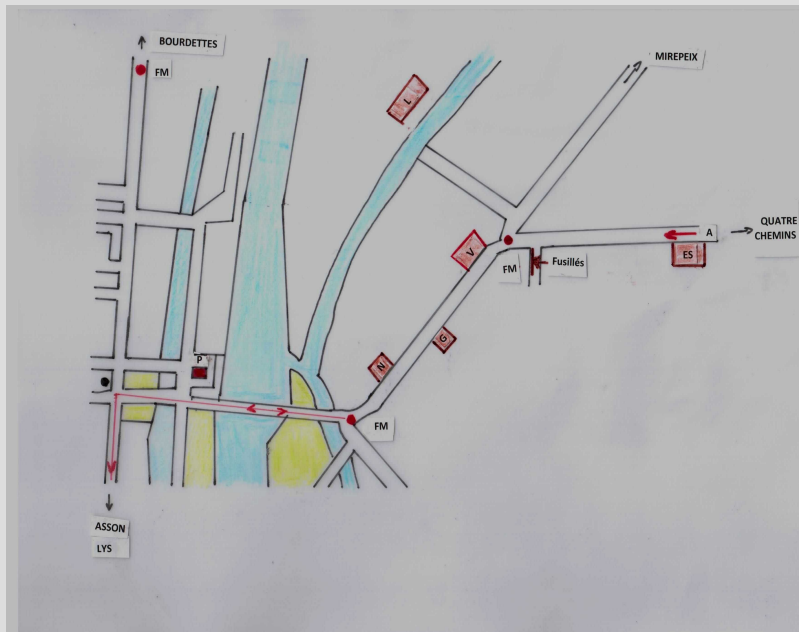 BOURDETTES
FM
MIREPEIX
L
A
QUATRE
CHEMINS
V
ES
FM
Fusillés
G
N
P
FM
ASSON
LYS